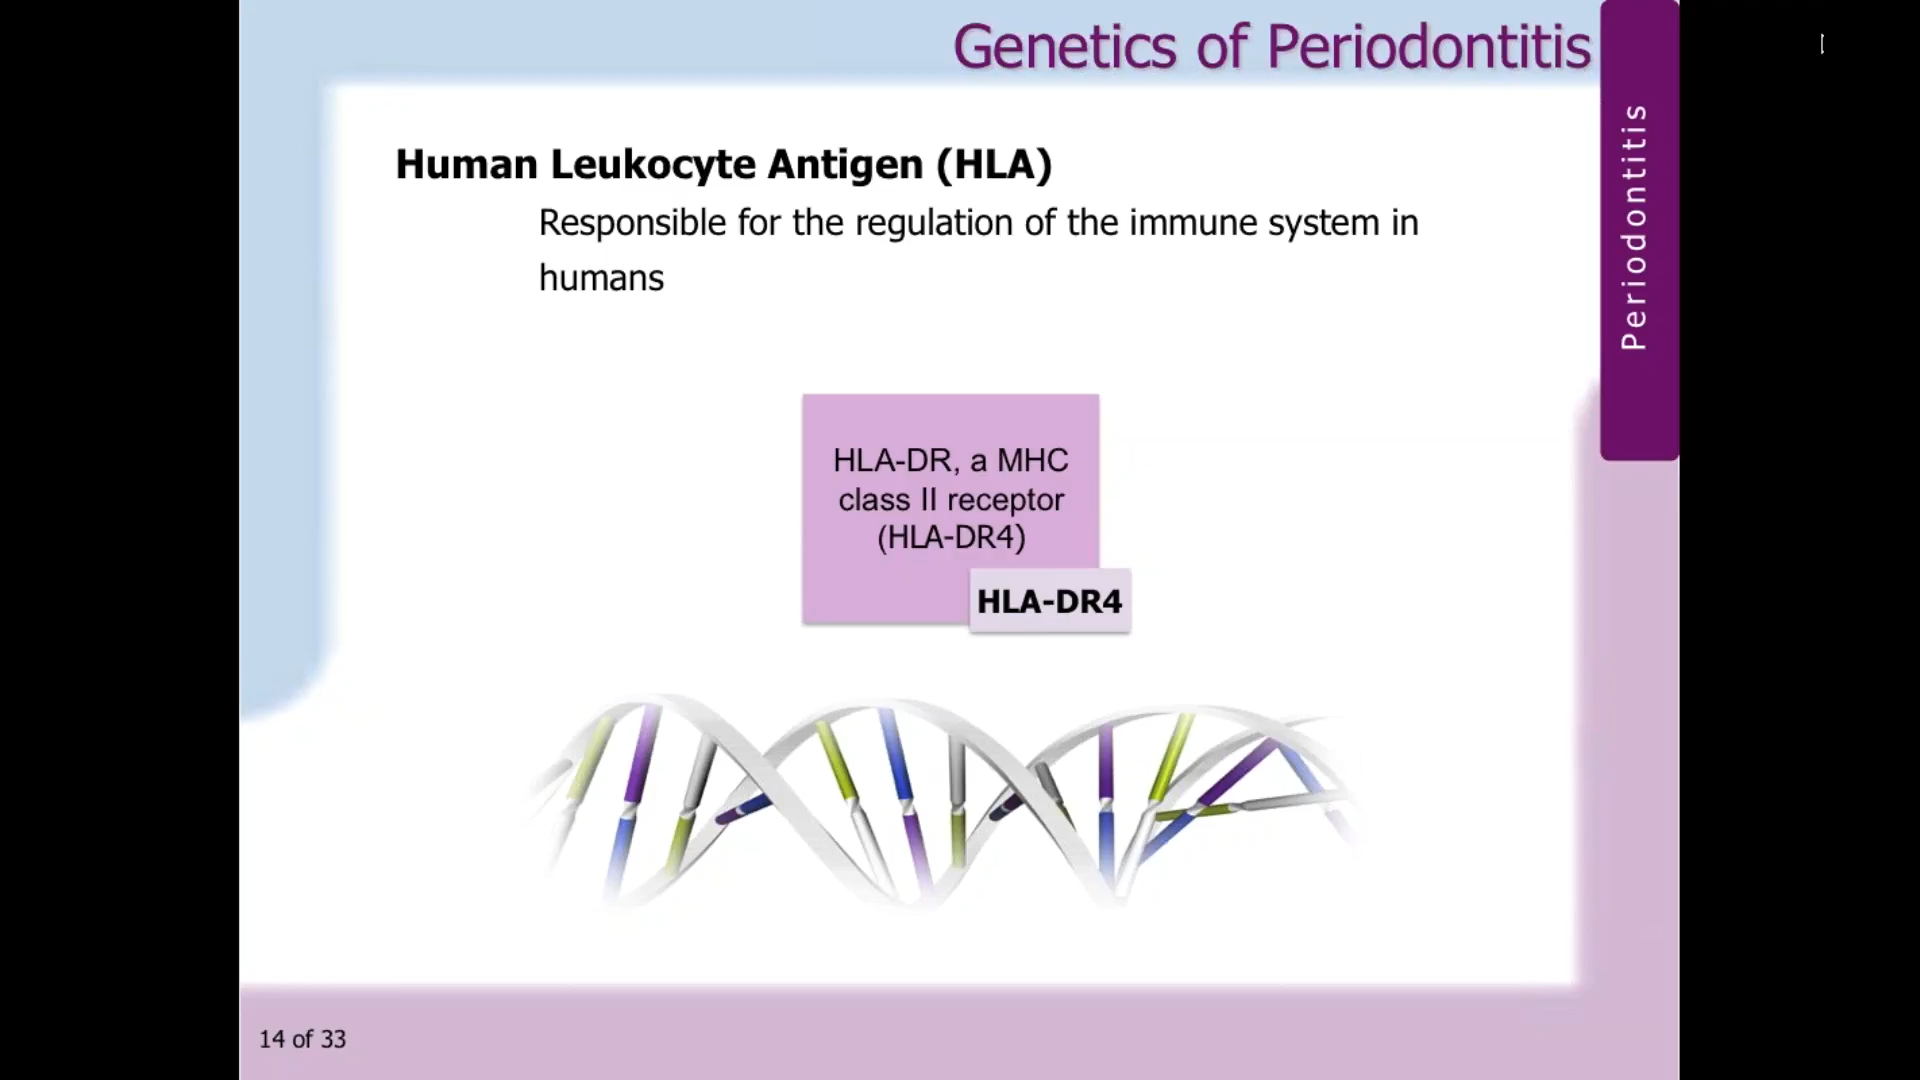 Genetics of Periodontitis
Periodontitis
Human Leukocyte Antigen (HLA)
Responsible for the regulation of the immune system in
humans
HLA-DR, a MHC
class II receptor
(HLA-DR4)
HLA-DR4
14 of 33